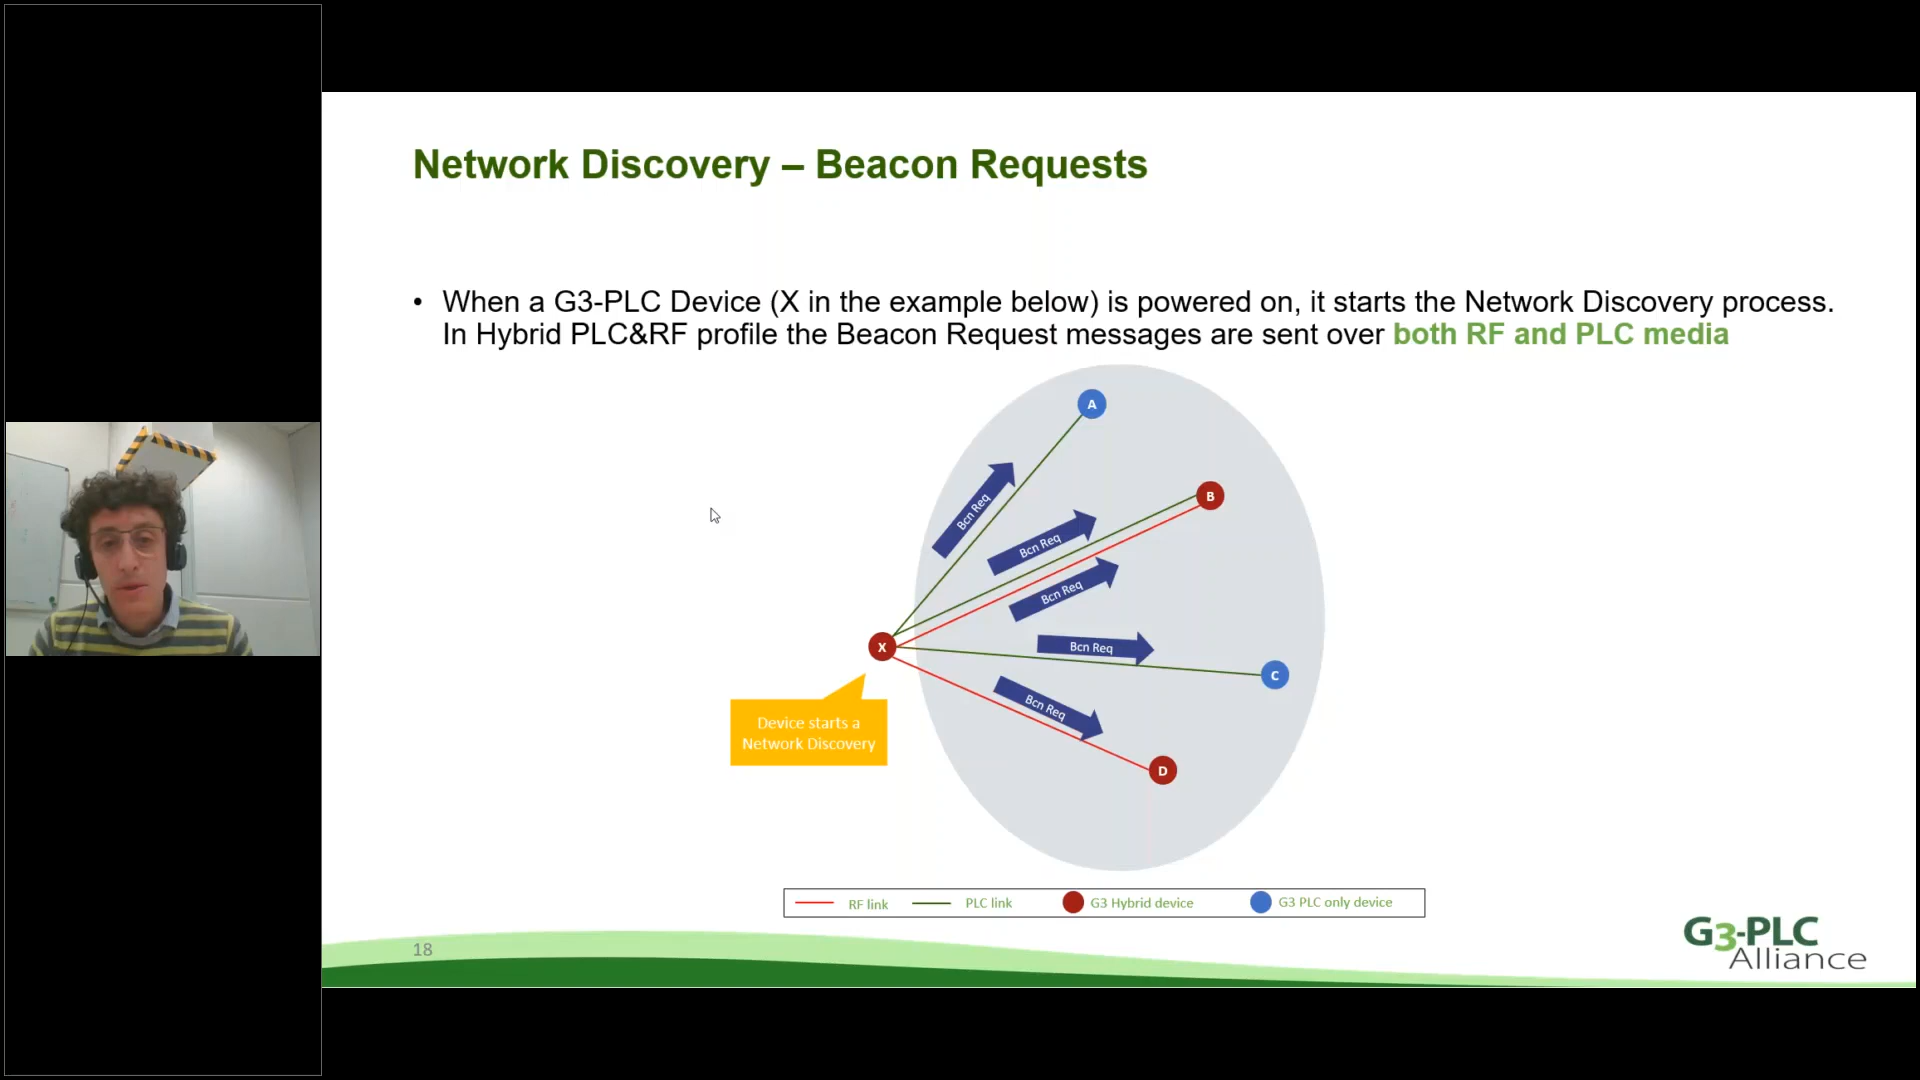 Network Discovery – Beacon Requests
• When a G3-PLC Device (X in the example below) is powered on, it starts the Network Discovery process.
In Hybrid PLC&RF profile the Beacon Request messages are sent over both RF and PLC media
A
Bcn Req
B
Bcn Req
Bcn Req
X
Bcn Req
C
Bcn Req
Device starts a
Network Discovery
D
RF link PLC link G3 Hybrid device G3 PLC only device
18
G3-PLC
Alliance